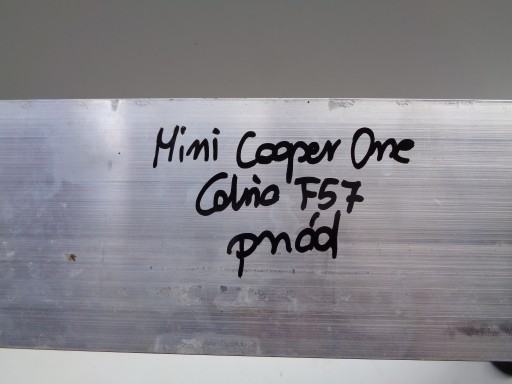 Mini Cooper One
Cabrio F57
przód